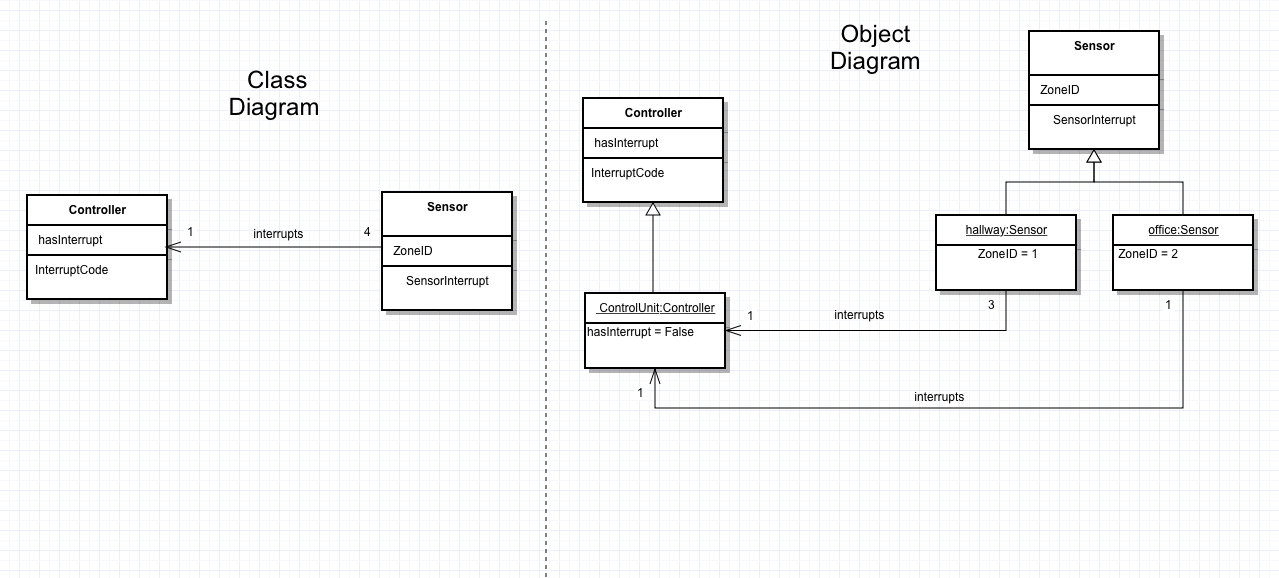 Class
Diagram
Controller
hasInterrupt
InterruptCode
1
interrupts
4
Sensor
ZoneID
SensorInterrupt
Object
Diagram
Controller
hasInterrupt
InterruptCode
Sensor
ZoneID
SensorInterrupt
hallway:Sensor
ZoneID = 1
office:Sensor
ZoneID = 2
ControlUnit:Controller
hasInterrupt = False
1
interrupts
3
1
1
interrupts